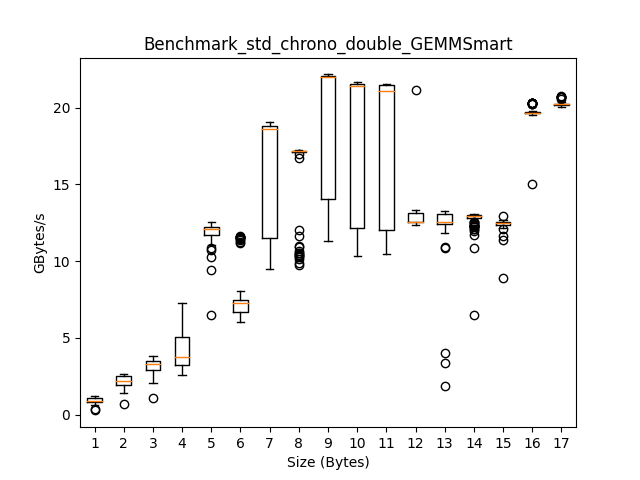 Benchmark_std_chrono_double_GEMMSmart
GBytes/s
20
15
10
5
0
1 2 3 4 5 6 7 8 9 10 11 12 13 14 15 16 17
Size (Bytes)